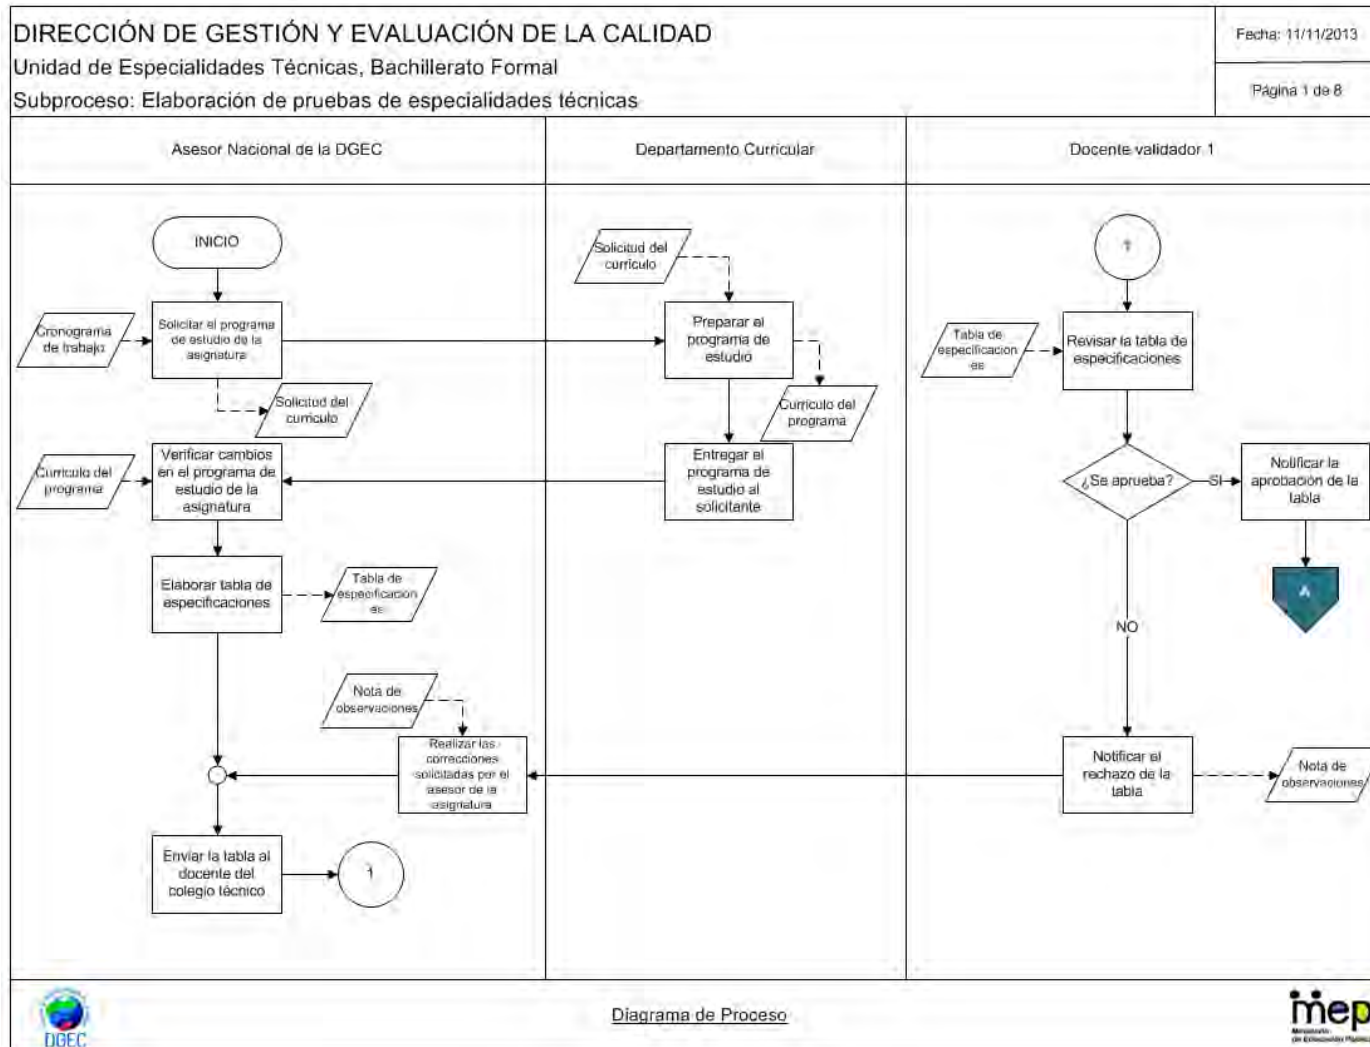 DIRECCIÓN DE GESTIÓN Y EVALUACIÓN DE LA CALIDAD
Unidad de Especialidades Técnicas, Bachillerato Formal
Subproceso: Elaboración de pruebas de especialidades técnicas
Fecha: 11/11/2013
Página 1 de 8
Asesor Nacional de la DGEC
Departamento Curricular
Docente validador 1
INICIO
Cronograma
de trabajo
Solicitar el programa
de estudio de la
asignatura
Solicitud del
currículo
Currículo del
programa
Verificar cambios
en el programa de
estudio de la
asignatura
Elaborar tabla de
especificaciones
Tabla de
especificacion
es
Nota de
observaciones
Realizar las
correcciones
solicitadas por el
asesor de la
asignatura
Enviar la tabla al
docente del
colegio técnico
1
Solicitud del
currículo
Preparar el
programa de
estudio
Currículo del
programa
Entregar el
programa de
estudio al
solicitante
1
Tabla de
especificacion
es
Revisar la tabla de
especificaciones
¿Se aprueba?
SI
Notificar la
aprobación de la
tabla
A
NO
Notificar el
rechazo de la
tabla
Nota de
observaciones
DGEC
Diagrama de Proceso
mep
Ministerio
de Educación Pública